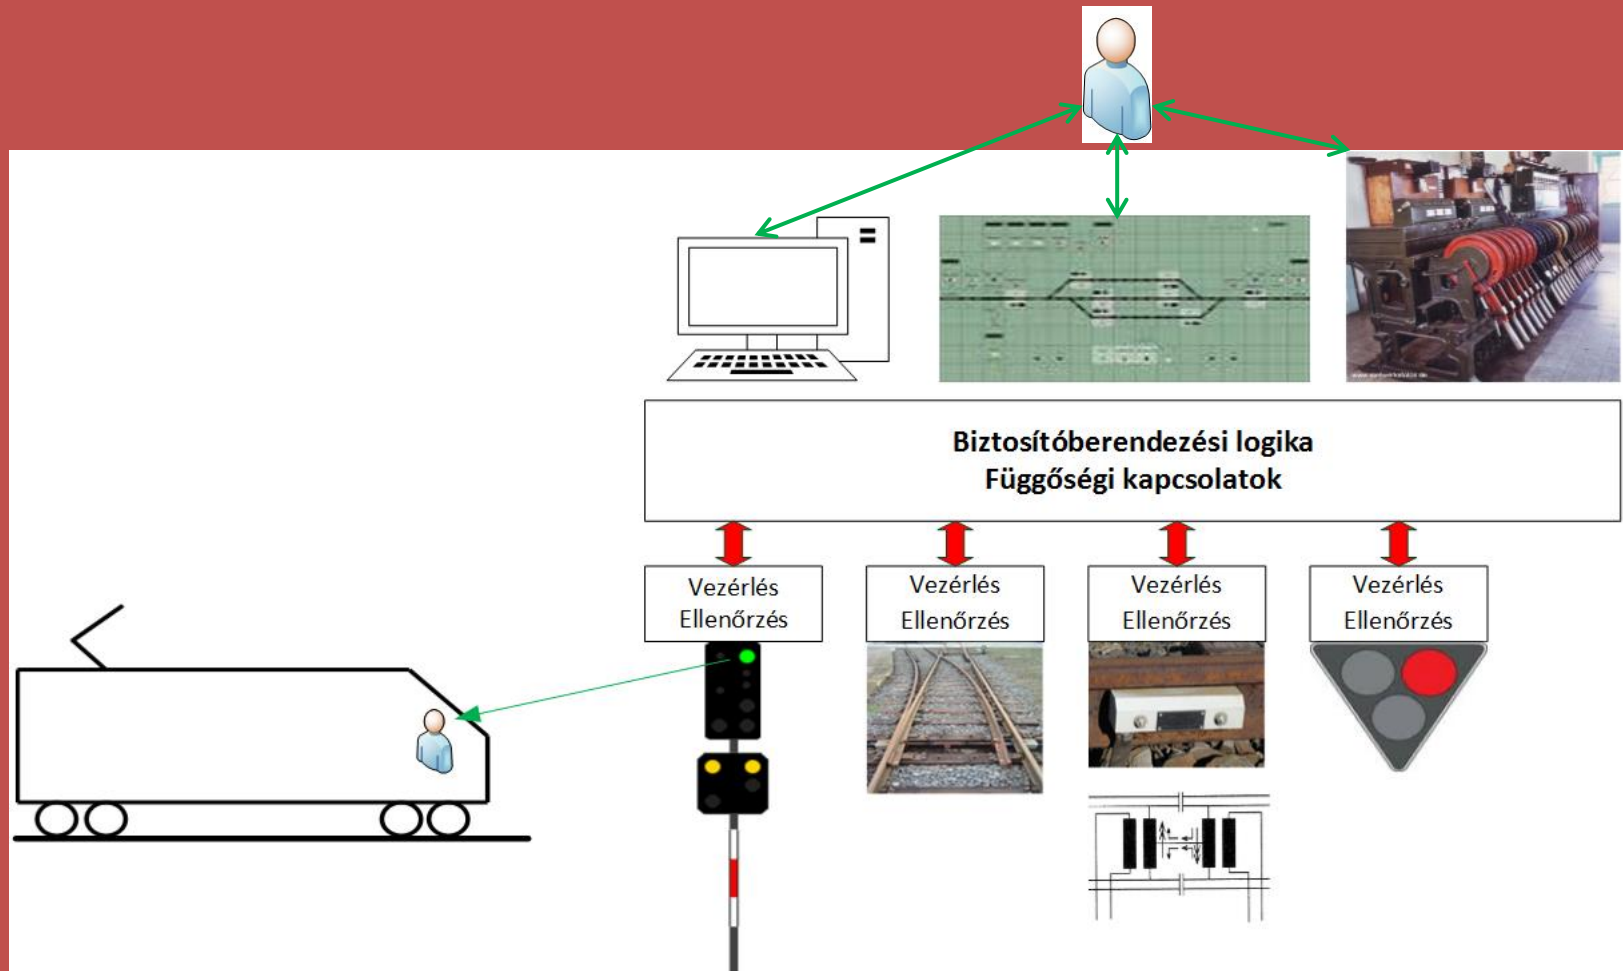 Biztosítóberendezési logika
Függőségi kapcsolatok
Vezérlés
Ellenőrzés
Vezérlés
Ellenőrzés
Vezérlés
Ellenőrzés
Vezérlés
Ellenőrzés